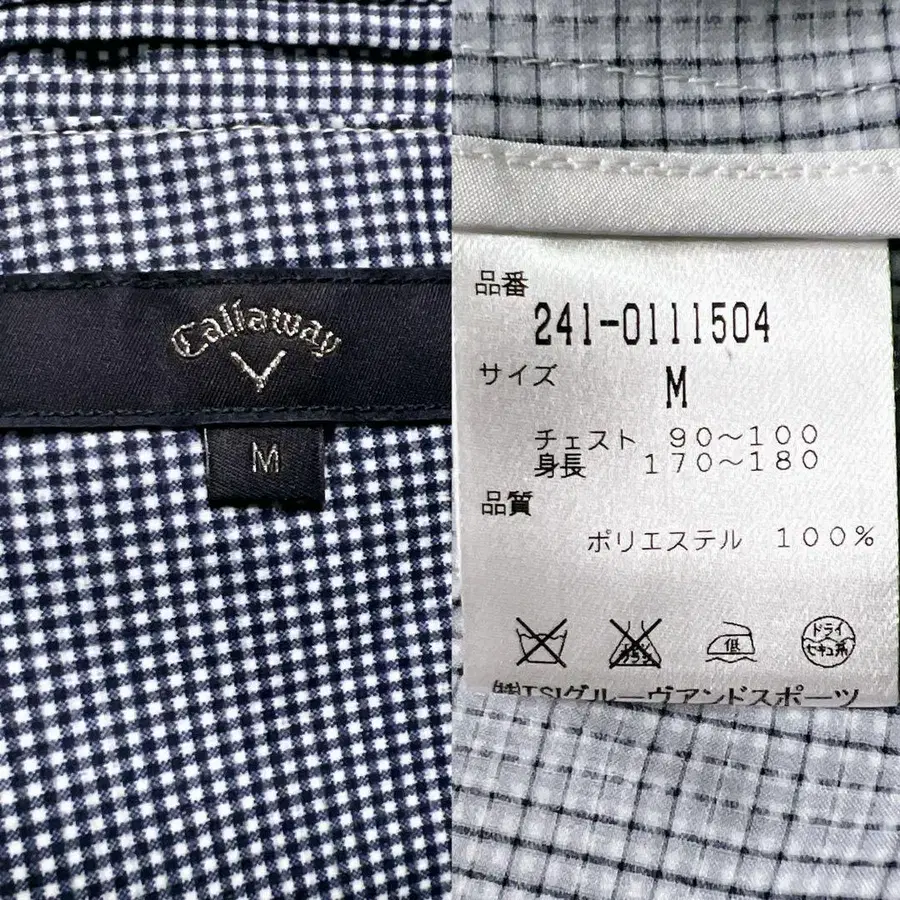 Callaway
M
品番
241-0111504
サイズ
M
チェスト 90～100
身長 170～180
品質
ポリエステル 100%
低
ドライ
セキュ系
㈱TSIグルーヴアンドスポーツ